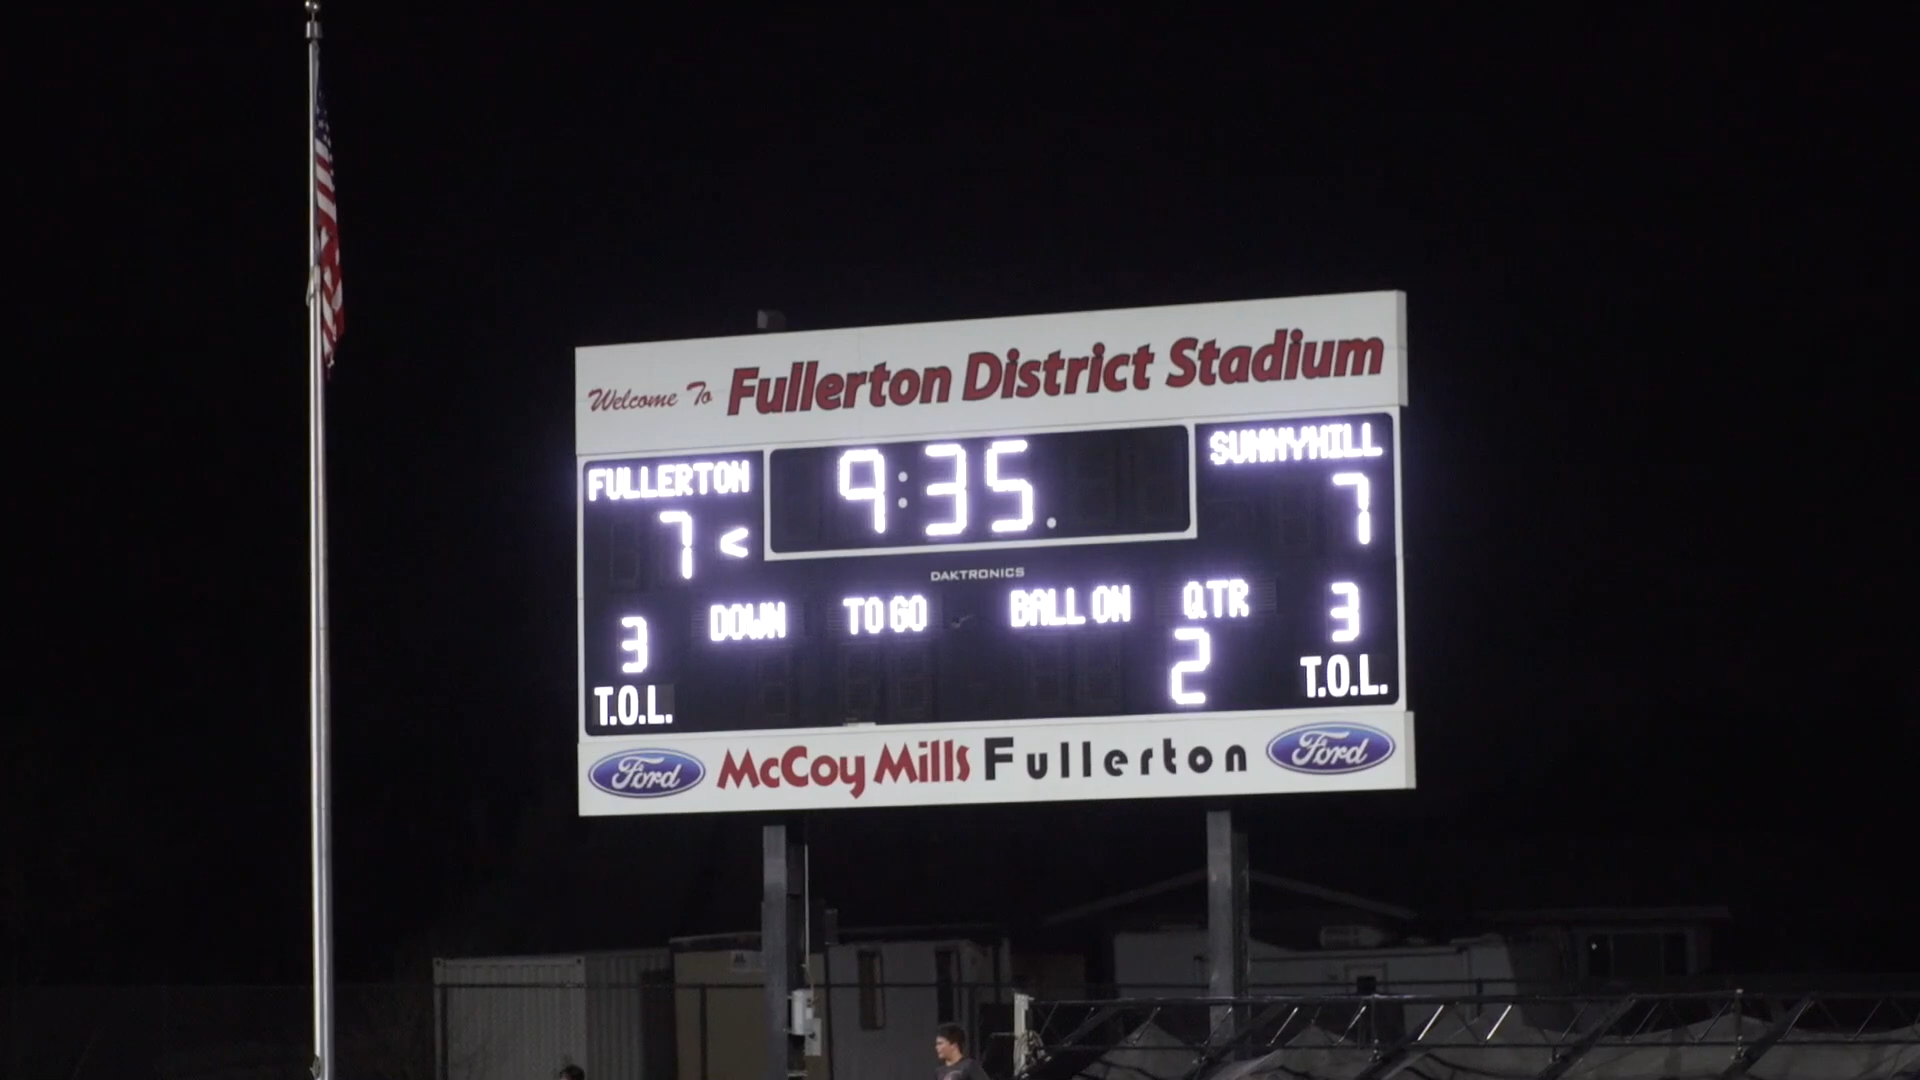 Welcome To Fullerton District Stadium
FULLERTON 9:35. SUNNYHILL
7 < 7
DAKTRONICS
3 DOWN TO GO BALL ON QTR 3
2
T.O.L. T.O.L.
Ford McCoy Mills Fullerton Ford